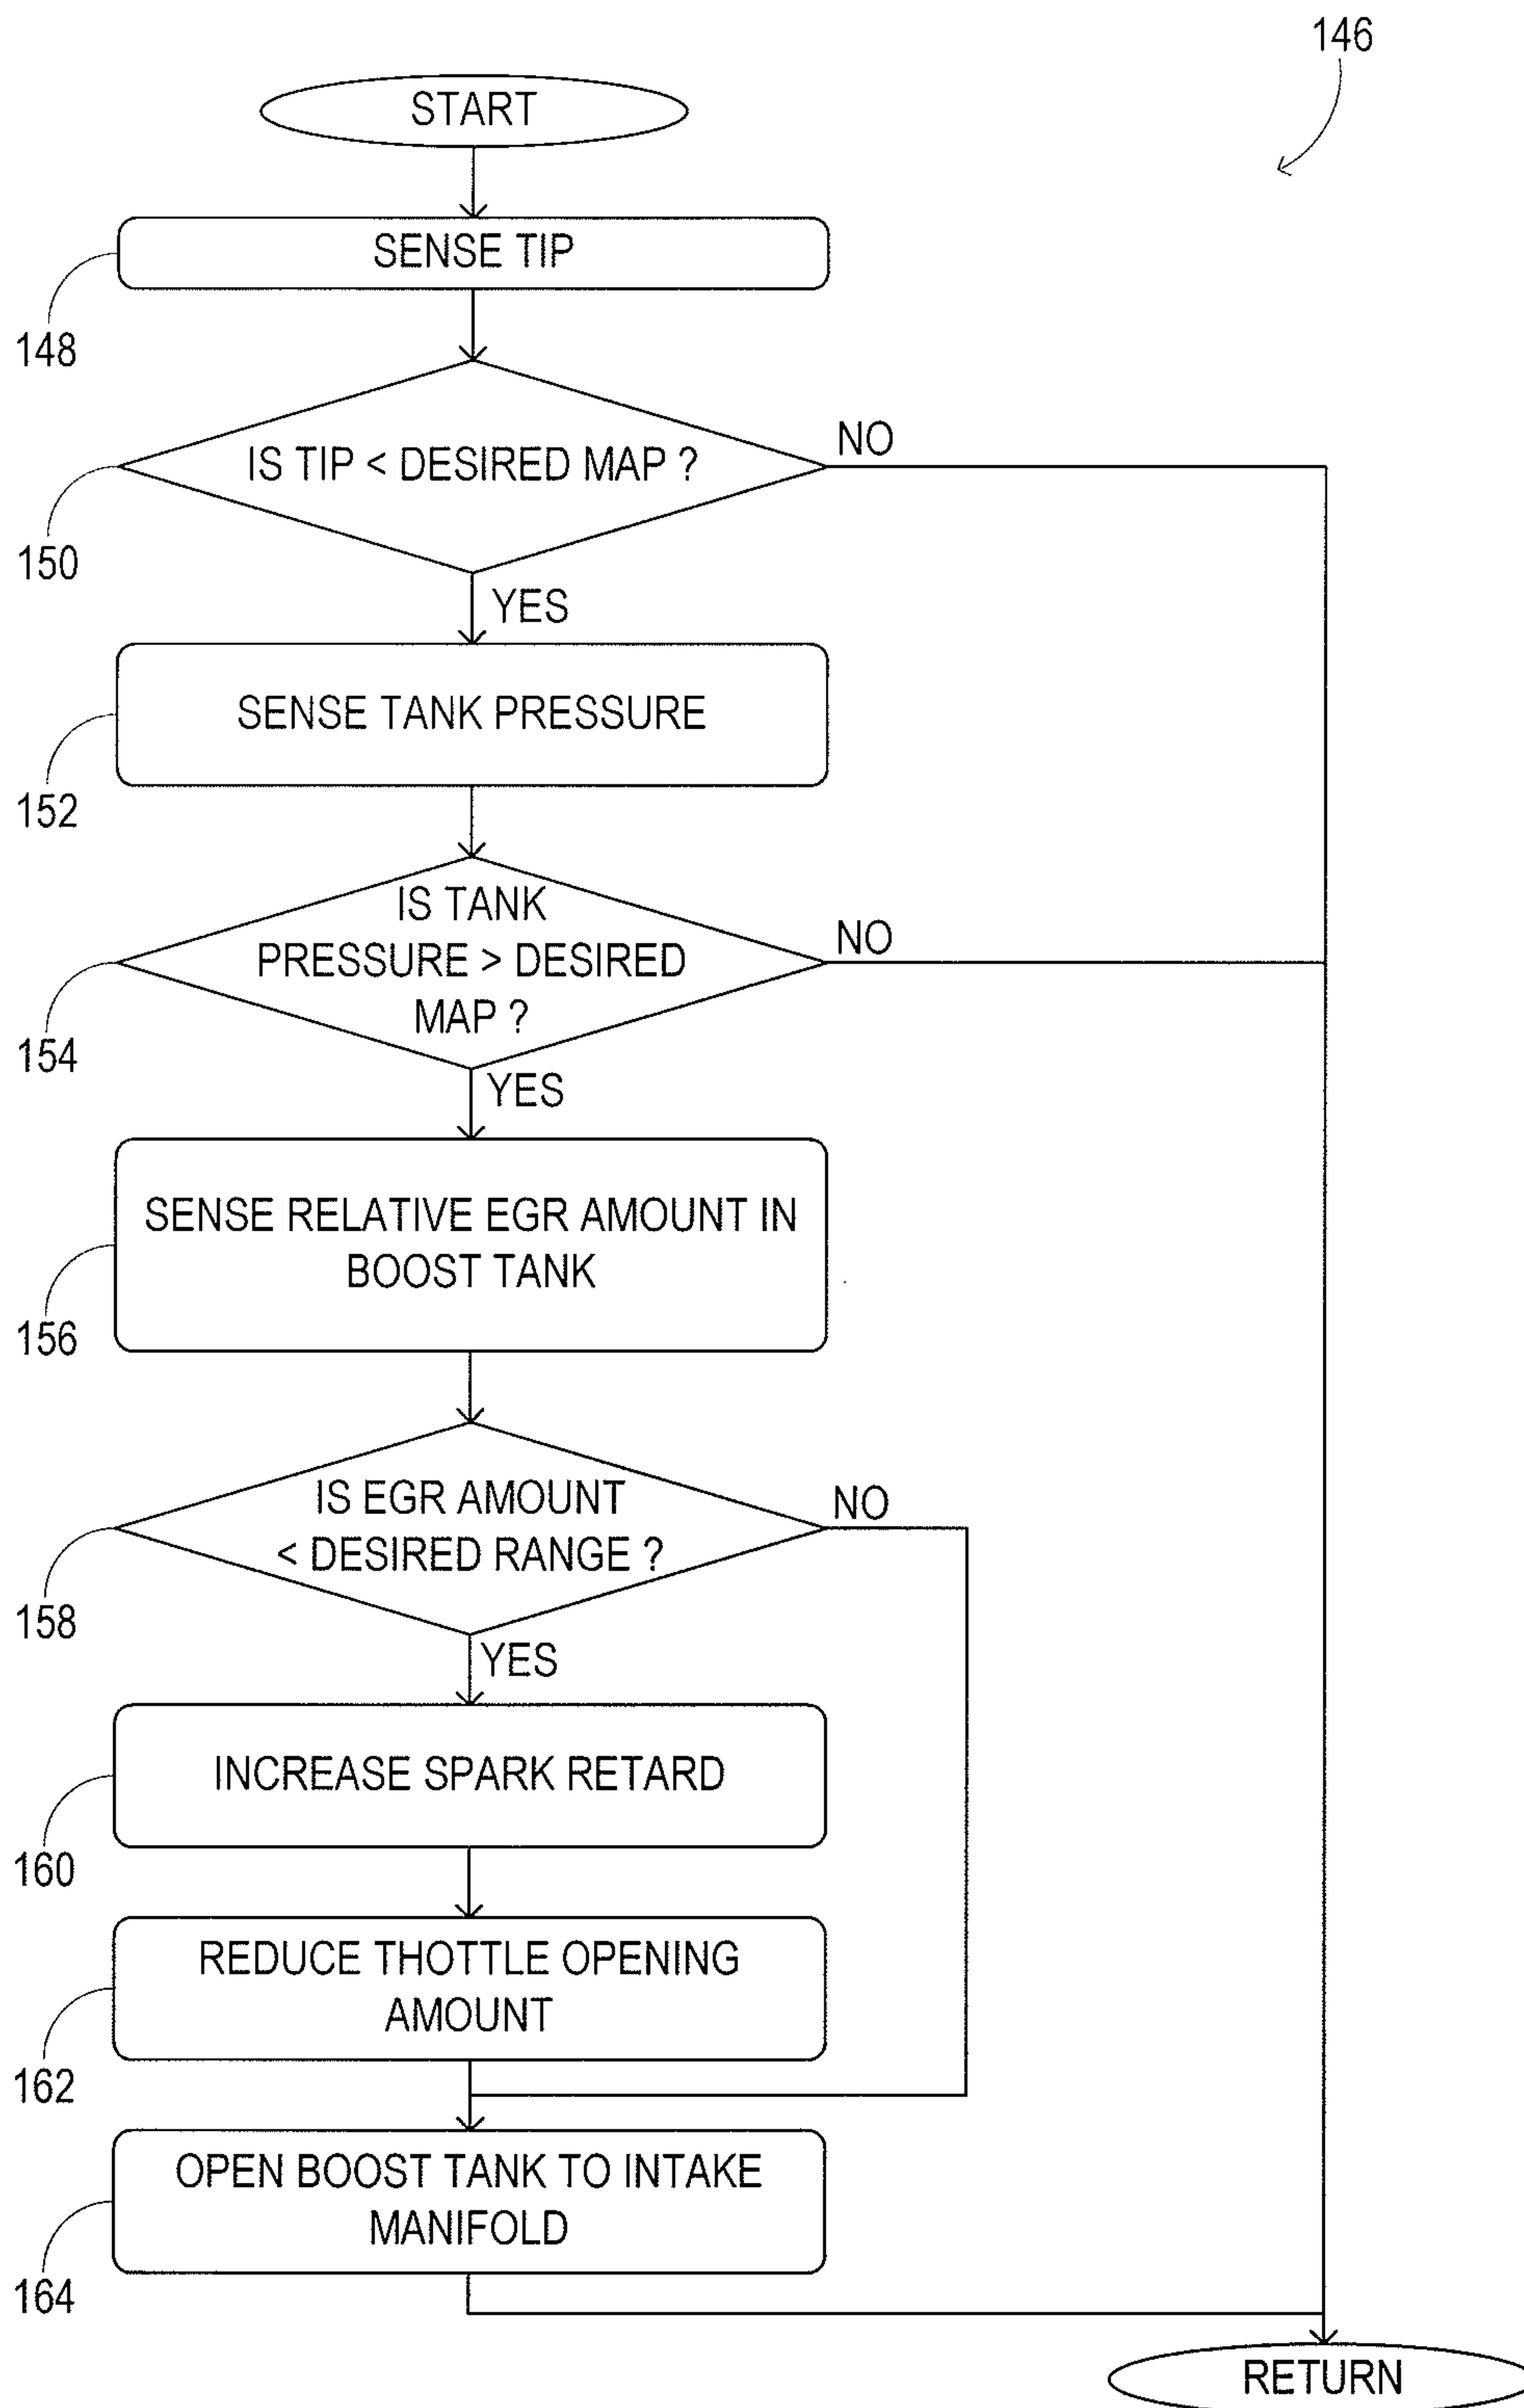 146
START
SENSE TIP
148
IS TIP < DESIRED MAP ?
NO
150
YES
SENSE TANK PRESSURE
152
IS TANK
PRESSURE > DESIRED
MAP ?
NO
154
YES
SENSE RELATIVE EGR AMOUNT IN
BOOST TANK
156
IS EGR AMOUNT
< DESIRED RANGE ?
NO
158
YES
INCREASE SPARK RETARD
160
REDUCE THOTTLE OPENING
AMOUNT
162
OPEN BOOST TANK TO INTAKE
MANIFOLD
164
RETURN